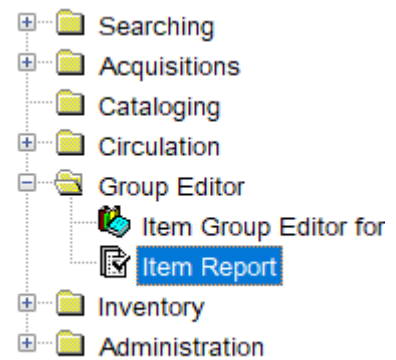 Searching
Acquisitions
Cataloging
Circulation
Group Editor
Item Group Editor for
Item Report
Inventory
Administration